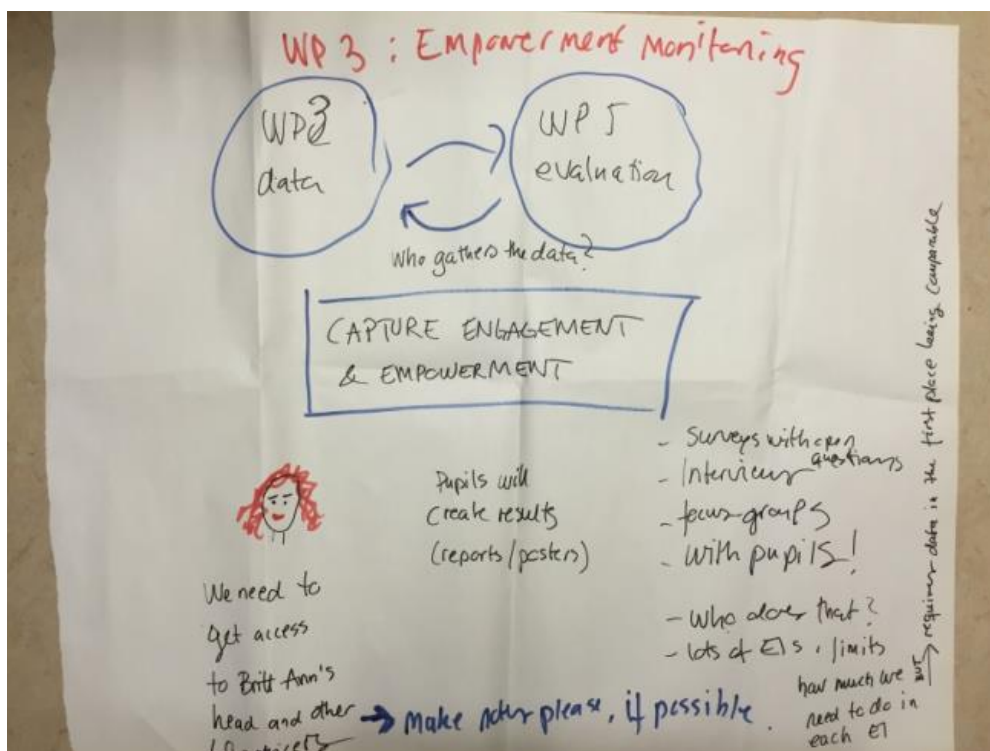 WP 3 : Empowerment Monitoring
WP3
data
WP 5
evaluation
Who gathers the data?
CAPTURE ENGAGEMENT
& EMPOWERMENT
We need to
get access
to Britt Ann's
head and other
Pupils will
create results
(reports/posters)
- Surveys with open
questions
- Interviews
- focus groups
- with pupils!
- Who does that?
- lots of ETs, limits
how much we
need to do in
each ET
BUT requires data in the first place being comparable
→ make notes please, if possible.